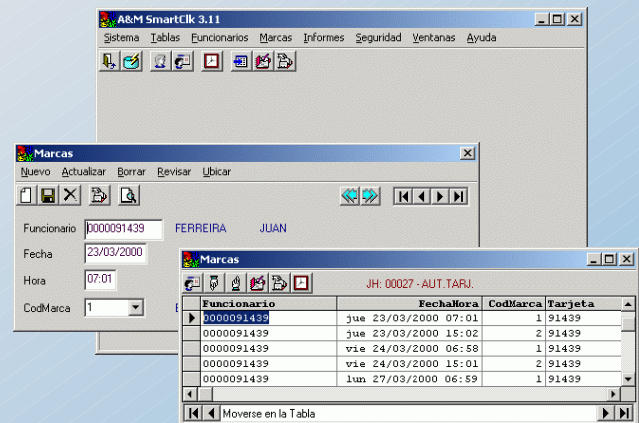 A&M SmartClk 3.11
Sistema Tablas Funcionarios Marcas Informes Seguridad Ventanas Ayuda
Marcas
Nuevo Actualizar Borrar Revisar Ubicar
Funcionario 0000091439 FERREIRA JUAN
Fecha 23/03/2000
Hora 07:01
CodMarca 1
Marcas
JH: 00027 - AUT.TARJ.
Funcionario FechaHora CodMarca Tarjeta
0000091439 jue 23/03/2000 07:01 1 91439
0000091439 jue 23/03/2000 15:02 2 91439
0000091439 vie 24/03/2000 06:58 1 91439
0000091439 vie 24/03/2000 15:01 2 91439
0000091439 lun 27/03/2000 06:59 1 91439
Moverse en la Tabla